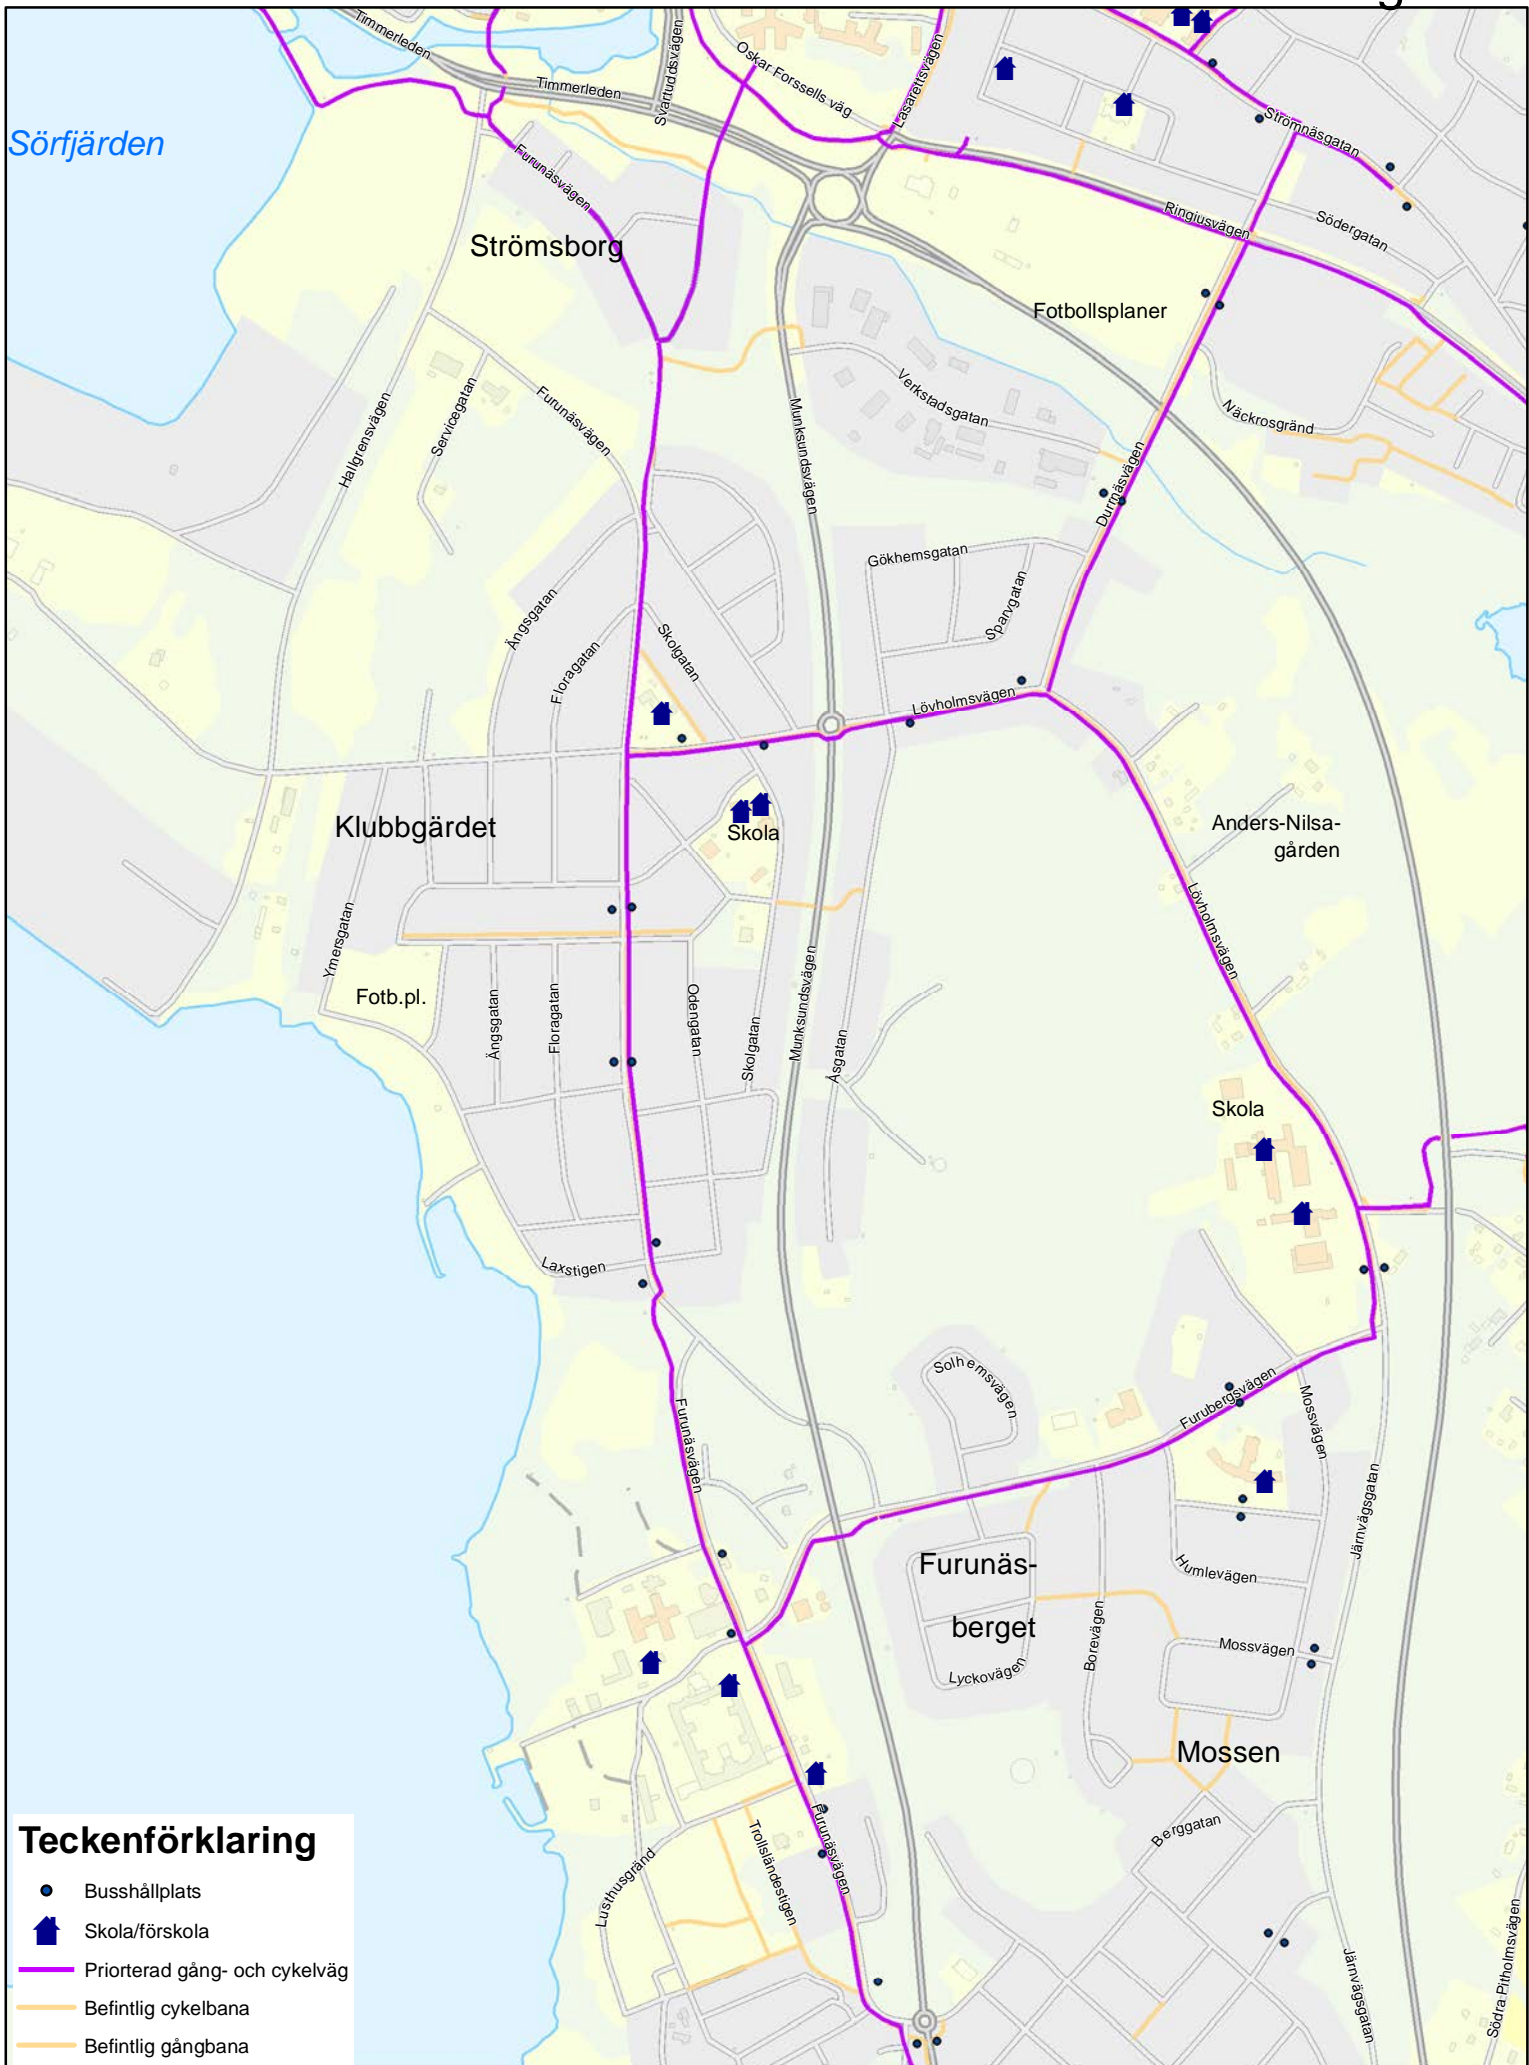 g
Timmerleden
Timmerleden
Svartuddsvägen
Oskar Forssells väg
Lasarettsvägen
Strömnäsgatan
Sörfjärden
Furunäsvägen
Strömsborg
Ringiusvägen
Södergatan
Fotbollsplaner
Hallgrensvägen
Servicegatan
Furunäsvägen
Munksundsvägen
Verkstadsgatan
Näckrosgränd
Durrnäsvägen
Gökhemsgatan
Sparvgatan
Ängsgatan
Floragatan
Skolgatan
Lövholmsvägen
Klubbgärdet
Skola
Anders-Nilsa-
gården
Lövholmsvägen
Ymersgatan
Fotb.pl.
Ängsgatan
Floragatan
Odengatan
Skolgatan
Munksundsvägen
Åsgatan
Skola
Laxstigen
Solhemsvägen
Furubergsvägen
Mossvägen
Furunäsvägen
Järnvägsgatan
Furunäs-
berget
Humlevägen
Borevägen
Mossvägen
Lyckovägen
Mossen
Berggatan
Furunäsvägen
Trollsländestigen
Lusthusgränd
Järnvägsgatan
Södra Pitholmsvägen
Teckenförklaring
Busshållplats
Skola/förskola
Priorterad gång- och cykelväg
Befintlig cykelbana
Befintlig gångbana